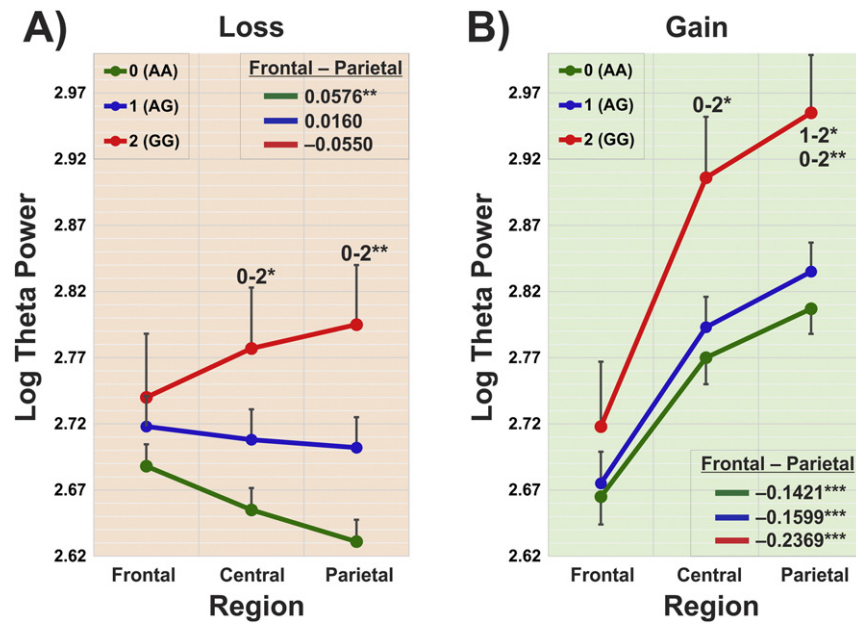 A)
Loss
0 (AA)
1 (AG)
2 (GG)
Frontal – Parietal
0.0576**
0.0160
–0.0550
Log Theta Power
2.97
2.92
2.87
2.82
2.77
2.72
2.67
2.62
0-2*
0-2**
Frontal
Central
Parietal
Region
B)
Gain
0 (AA)
1 (AG)
2 (GG)
Log Theta Power
2.97
2.92
2.87
2.82
2.77
2.72
2.67
2.62
0-2*
1-2*
0-2**
Frontal – Parietal
–0.1421***
–0.1599***
–0.2369***
Frontal
Central
Parietal
Region